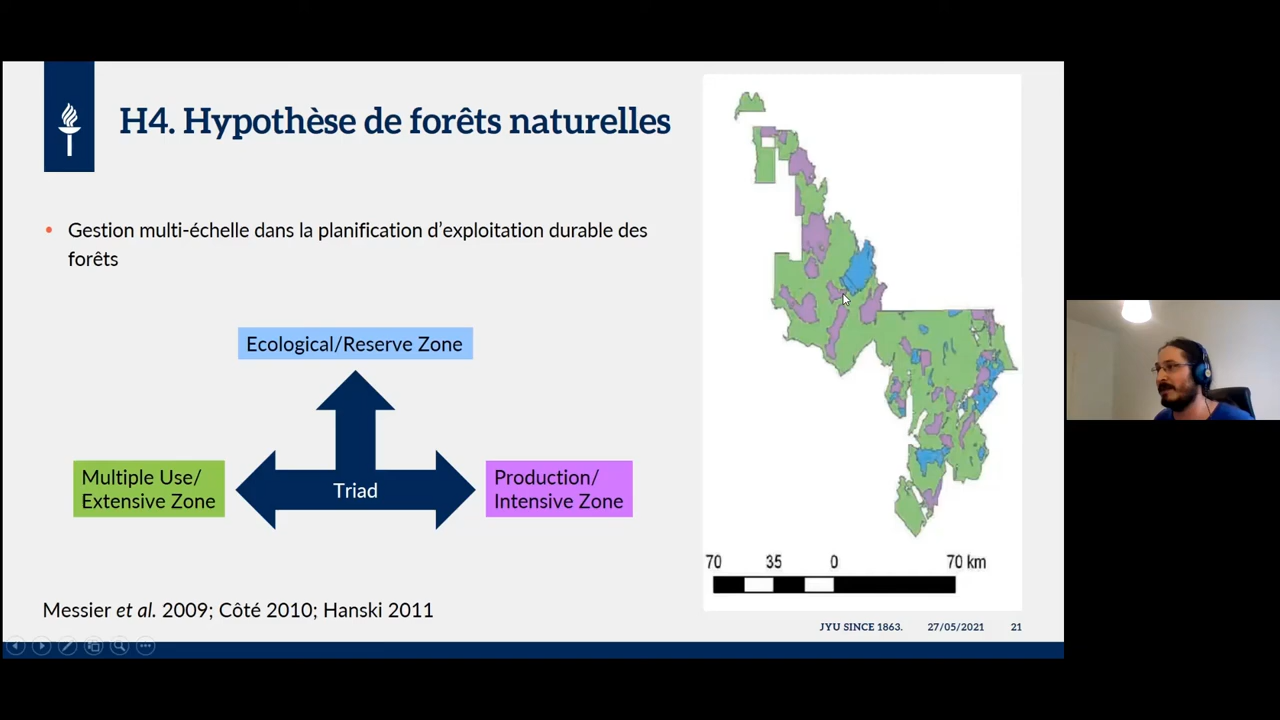 H4. Hypothèse de forêts naturelles
• Gestion multi-échelle dans la planification d’exploitation durable des
forêts
Ecological/Reserve Zone
Multiple Use/
Extensive Zone
Triad
Production/
Intensive Zone
70 35 0 70 km
Messier et al. 2009; Côté 2010; Hanski 2011
JYU SINCE 1863. 27/05/2021 21